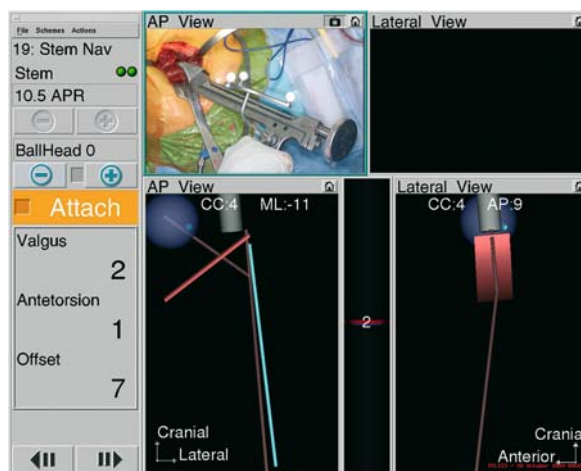 File Schemes Actions
19: Stem Nav
Stem
10.5 APR
BallHead 0
Attach
Valgus
2
Antetorsion
1
Offset
7
AP View
Lateral View
AP View
CC:4 ML:-11
Cranial
Lateral
2
Lateral View
CC:4 AP:9
Crania
Anterior